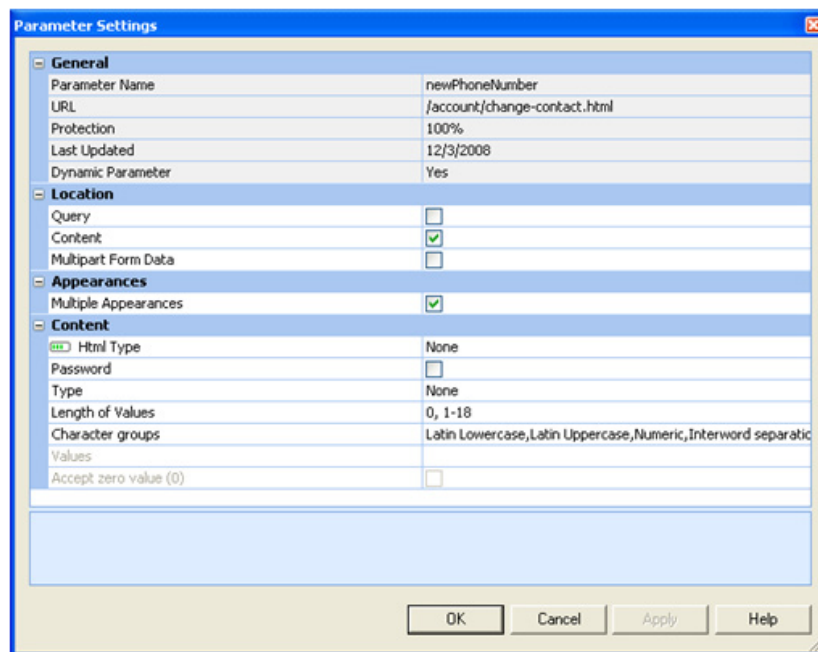 Parameter Settings
General
Parameter Name newPhoneNumber
URL /account/change-contact.html
Protection 100%
Last Updated 12/3/2008
Dynamic Parameter Yes
Location
Query
Content
Multipart Form Data
Appearances
Multiple Appearances
Content
Html Type None
Password
Type None
Length of Values 0, 1-18
Character groups Latin Lowercase,Latin Uppercase,Numeric,Interword separatic
Values
Accept zero value (0)
OK Cancel Apply Help